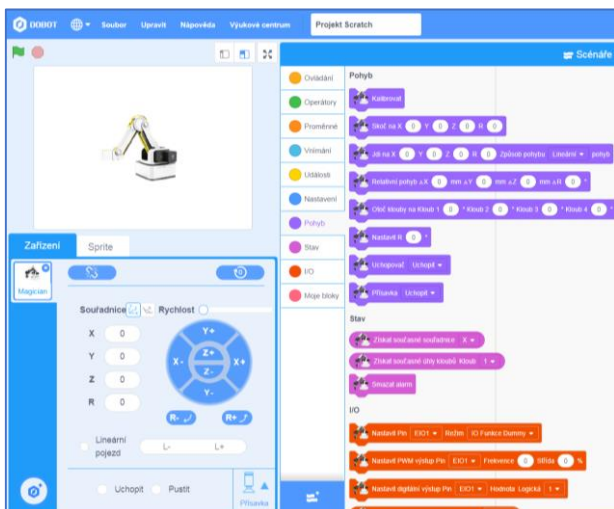 DOBOT Soubor Upravit Nápověda Výukové centrum Projekt Scratch
Scénáře
Ovládání
Operátory
Proměnné
Vnímání
Události
Nastavení
Pohyb
Stav
I/O
Moje bloky
Pohyb
Kalibrovat
Skoč na X 0 Y 0 Z 0 R 0
Jdi na X 0 Y 0 Z 0 R 0 Způsob pohybu Lineární pohyb
Relativní pohyb ΔX 0 mm ΔY 0 mm ΔZ 0 mm ΔR 0 °
Otoč klouby na Kloub 1 0 ° Kloub 2 0 ° Kloub 3 0 ° Kloub 4 0 °
Nastavit R 0 °
Uchopovač Uchopit
Přísavka Uchopit
Stav
Získat současné souřadnice X
Získat současné úhly kloubů Kloub 1
Smazat alarm
I/O
Nastavit Pin EIO1 Režim IO Funkce Dummy
Nastavit PWM výstup Pin EIO1 Frekvence 0 Střída 0 %
Nastavit digitální výstup Pin EIO1 Hodnota Logická 1
Zařízení Sprite
Magician
Souřadnice Rychlost
X 0
Y 0
Z 0
R 0
Y+
X- Z+ X+
Z-
Y-
R- R+
Lineární pojezd L- L+
Uchopit Pustit
Přísavka